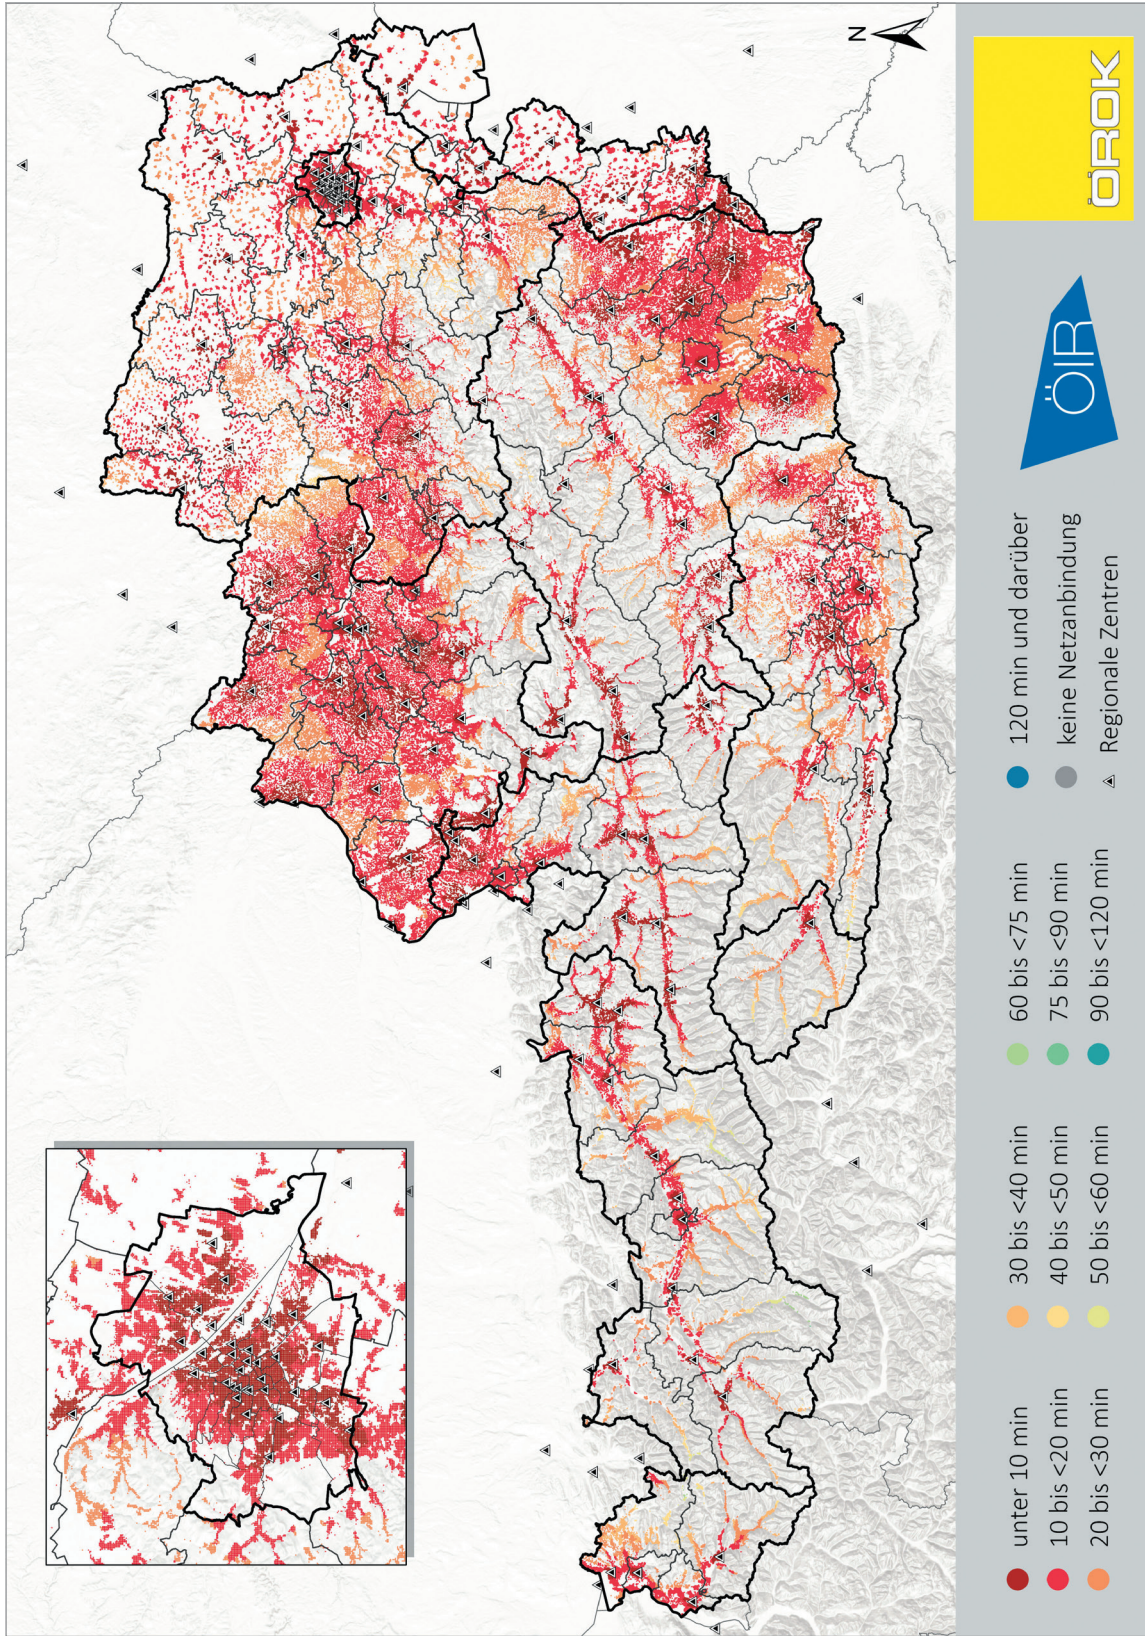 N
unter 10 min
10 bis <20 min
20 bis <30 min
30 bis <40 min
40 bis <50 min
50 bis <60 min
60 bis <75 min
75 bis <90 min
90 bis <120 min
120 min und darüber
keine Netzanbindung
Regionale Zentren
ÖIR
ÖROK